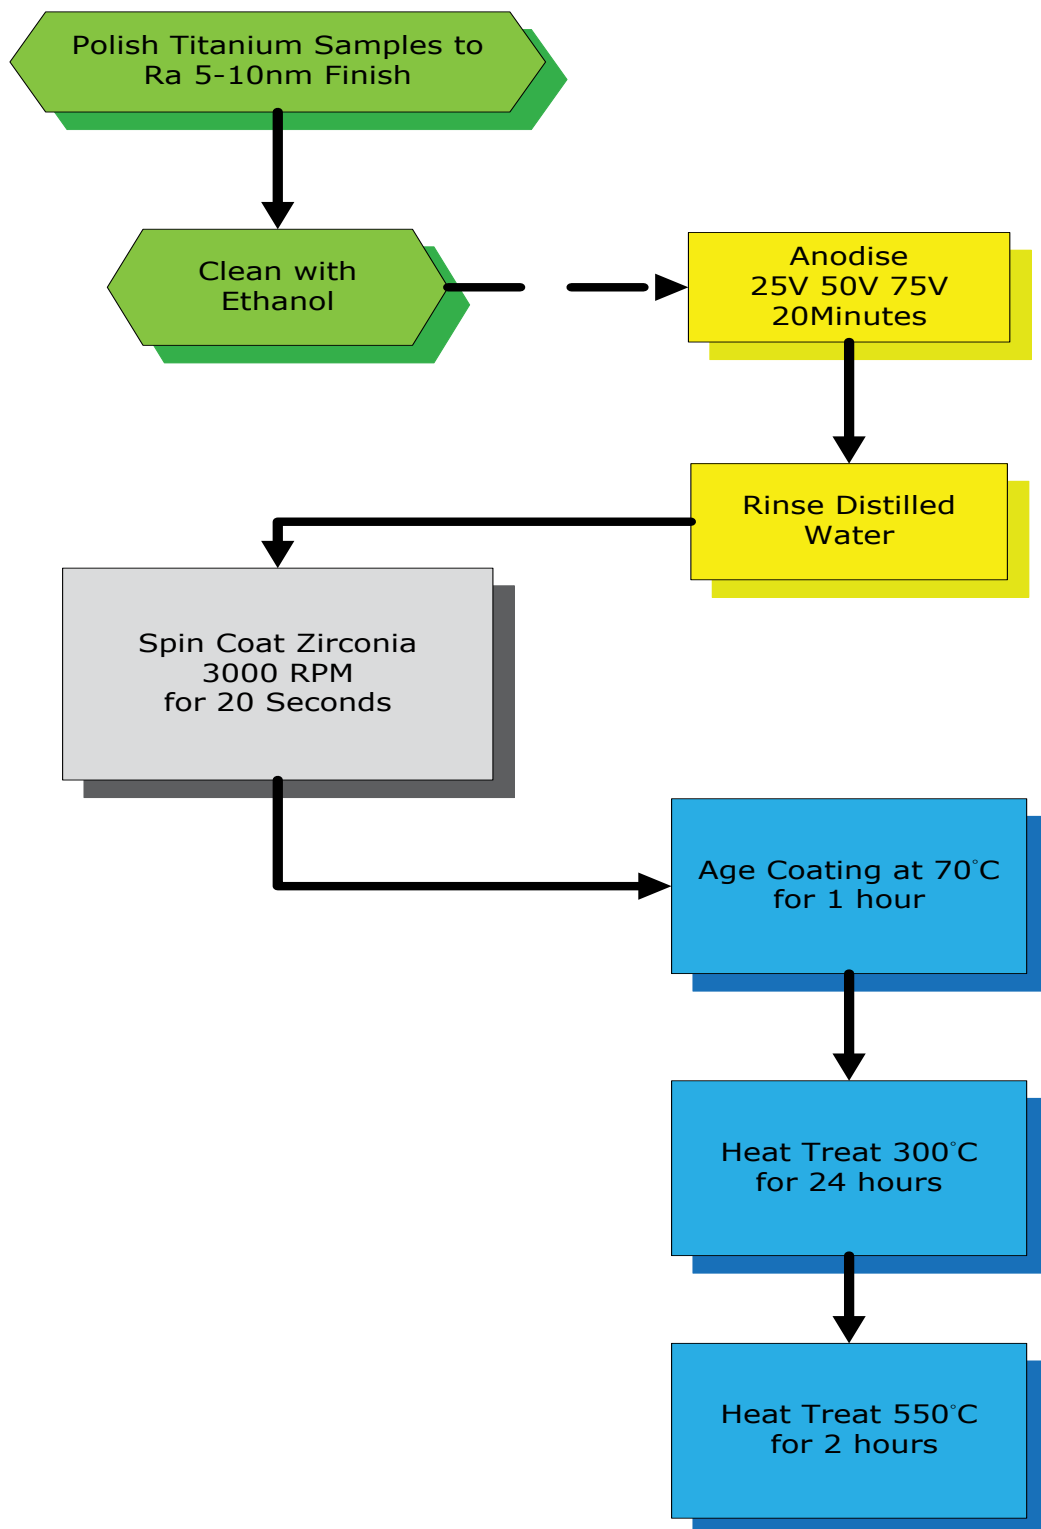 Polish Titanium Samples to
Ra 5-10nm Finish
Clean with
Ethanol
Anodise
25V 50V 75V
20Minutes
Rinse Distilled
Water
Spin Coat Zirconia
3000 RPM
for 20 Seconds
Age Coating at 70°C
for 1 hour
Heat Treat 300°C
for 24 hours
Heat Treat 550°C
for 2 hours